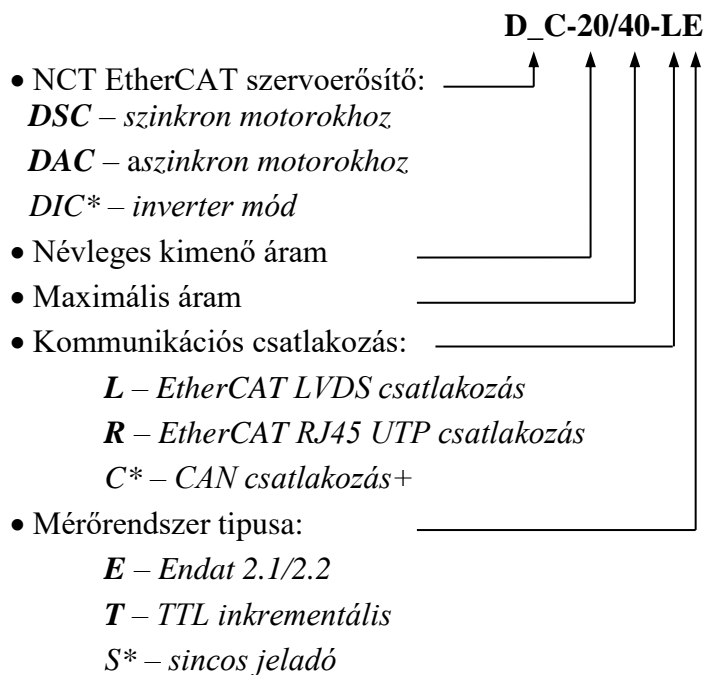 D_C-20/40-LE
• NCT EtherCAT szervoerősítő:
DSC – szinkron motorokhoz
DAC – aszinkron motorokhoz
DIC* – inverter mód
• Névleges kimenő áram
• Maximális áram
• Kommunikációs csatlakozás:
L – EtherCAT LVDS csatlakozás
R – EtherCAT RJ45 UTP csatlakozás
C* – CAN csatlakozás+
• Mérőrendszer tipusa:
E – Endat 2.1/2.2
T – TTL inkrementális
S* – sincos jeladó